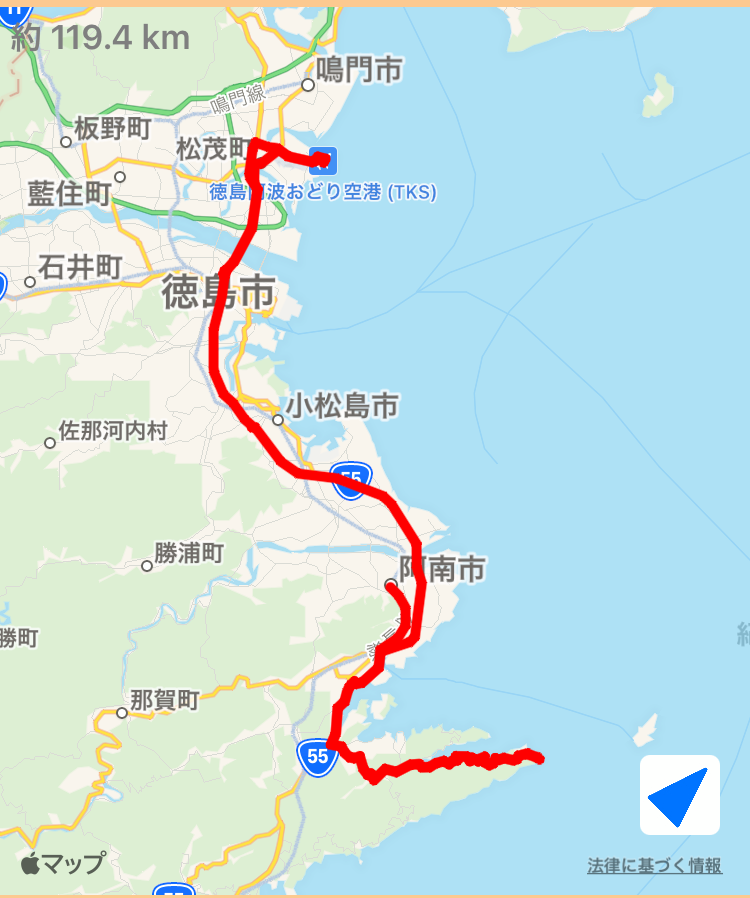 11
約 119.4 km
鳴門市
鳴門線
板野町
松茂町
藍住町
徳島阿波おどり空港 (TKS)
石井町
徳島市
小松島市
佐那河内村
55
勝浦町
阿南市
勝町
那賀町
55
マップ
法律に基づく情報
55